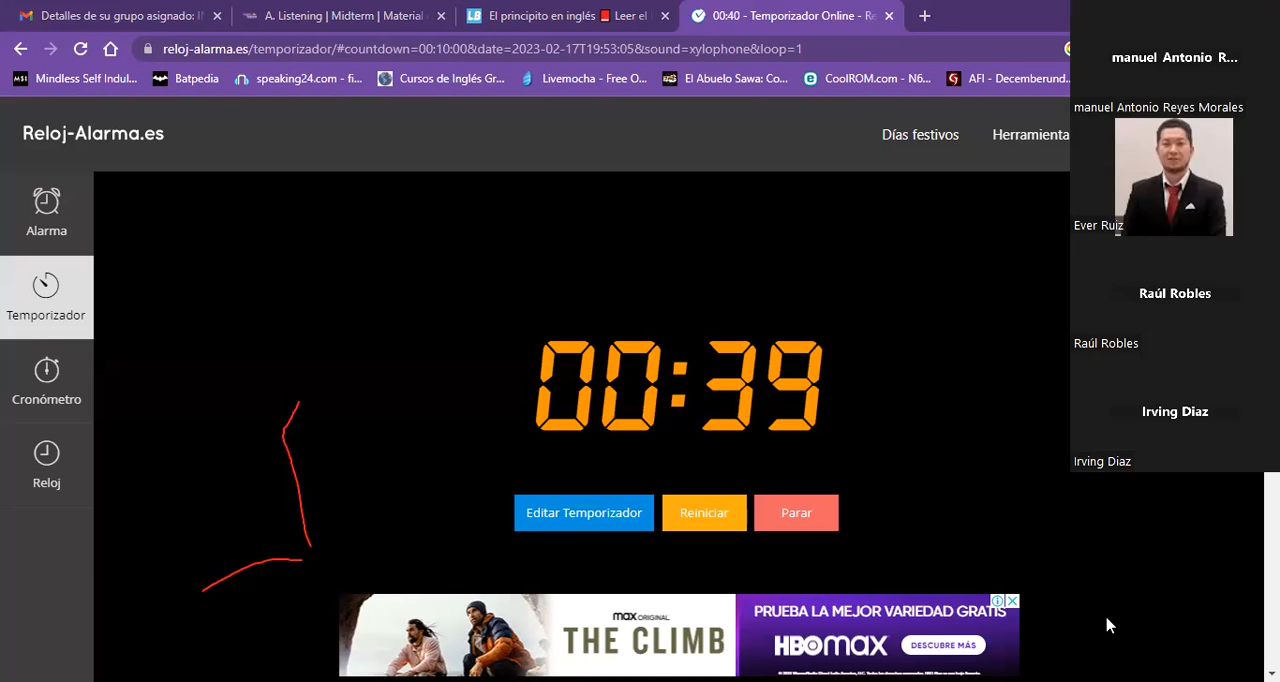 Detalles de su grupo asignado: I
A. Listening | Midterm | Material
El principito en inglés 📕 Leer el
00:40 - Temporizador Online - Re
reloj-alarma.es/temporizador/#countdown=00:10:00&date=2023-02-17T19:53:05&sound=xylophone&loop=1
Mindless Self Indul...
Batpedia
speaking24.com - fi...
Cursos de Inglés Gr...
Livemocha - Free O...
El Abuelo Sawa: Co...
CoolROM.com - N6...
AFI - Decemberund...
Reloj-Alarma.es
Días festivos
Herramienta
Alarma
Temporizador
Cronómetro
Reloj
00:39
Editar Temporizador
Reiniciar
Parar
max ORIGINAL
THE CLIMB
PRUEBA LA MEJOR VARIEDAD GRATIS
HBOMAX
DESCUBRE MÁS
manuel Antonio R...
manuel Antonio Reyes Morales
Ever Ruiz
Raúl Robles
Raúl Robles
Irving Diaz
Irving Diaz